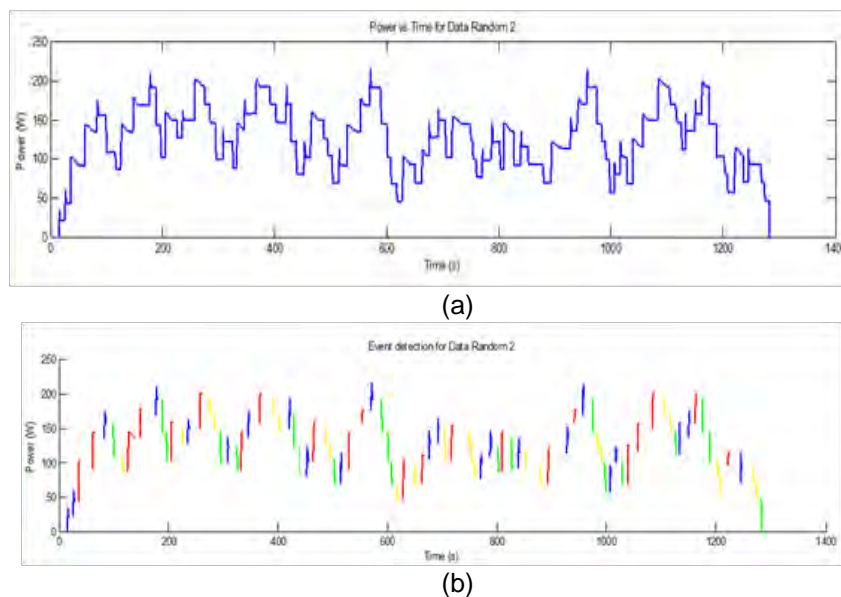 Power vs Time for Data Random 2
250
200
150
100
50
0
Power (W)
0 200 400 600 800 1000 1200 1400
Time (s)
(a)
Event detection for Data Random 2
250
200
150
100
50
0
Power (W)
0 200 400 600 800 1000 1200 1400
Time (s)
(b)